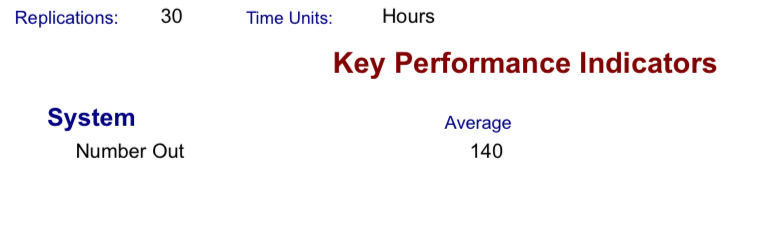 Replications: 30 Time Units: Hours
Key Performance Indicators
System Average
Number Out 140